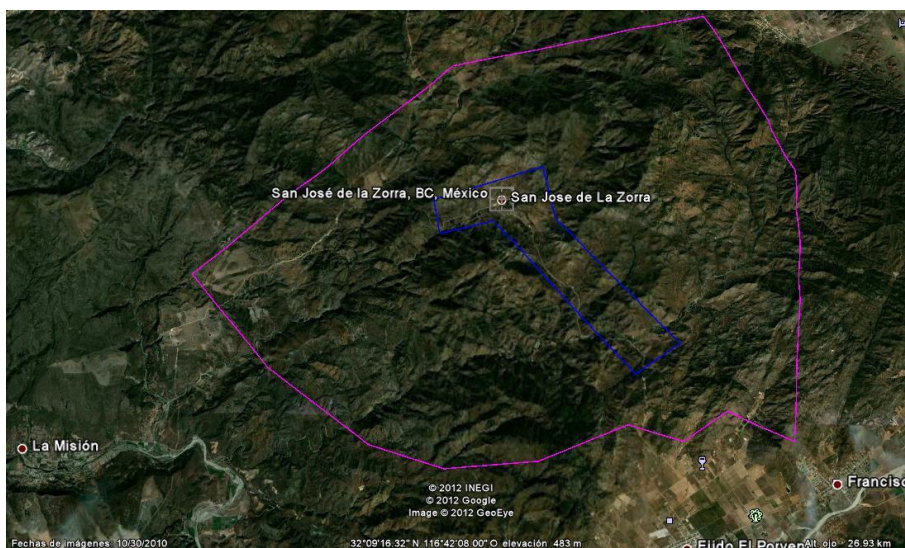 San José de la Zorra, BC, México
San Jose de La Zorra
La Misión
© 2012 INEGI
© 2012 Google
Image © 2012 GeoEye
Francisc
Ejido El Porven
Fechas de imágenes 10/30/2010
32°09'16.32" N 116°42'08.00" O elevación 483 m
Alt. ojo 26.93 km